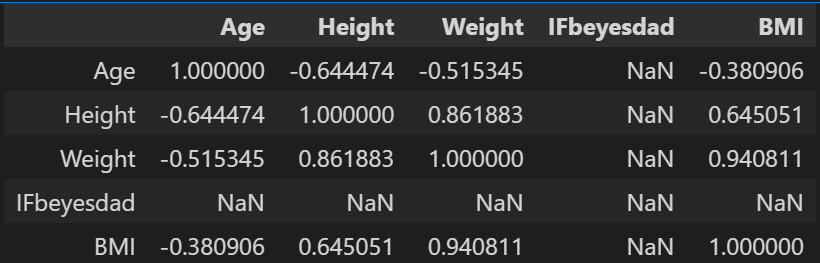 Age Height Weight IFbeyesdad BMI
Age 1.000000 -0.644474 -0.515345 NaN -0.380906
Height -0.644474 1.000000 0.861883 NaN 0.645051
Weight -0.515345 0.861883 1.000000 NaN 0.940811
IFbeyesdad NaN NaN NaN NaN NaN
BMI -0.380906 0.645051 0.940811 NaN 1.000000